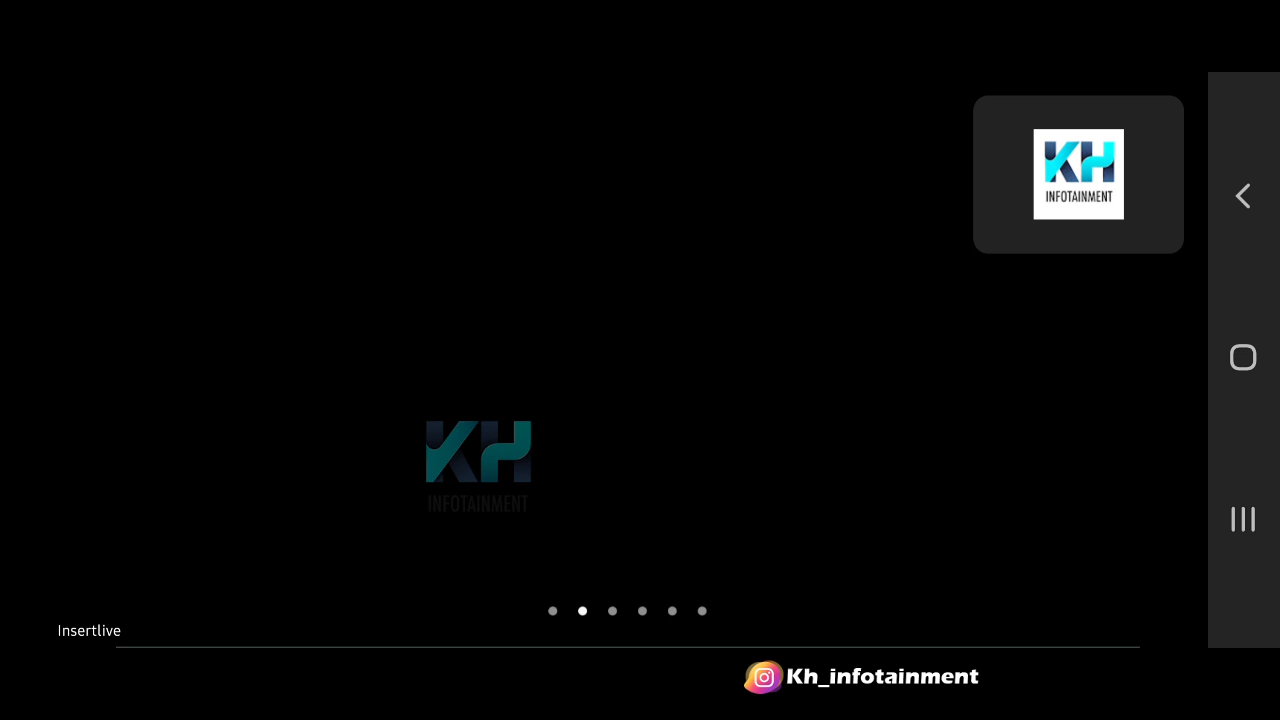 KH
INFOTAINMENT
KH
INFOTAINMENT
Insertlive
Kh_infotainment